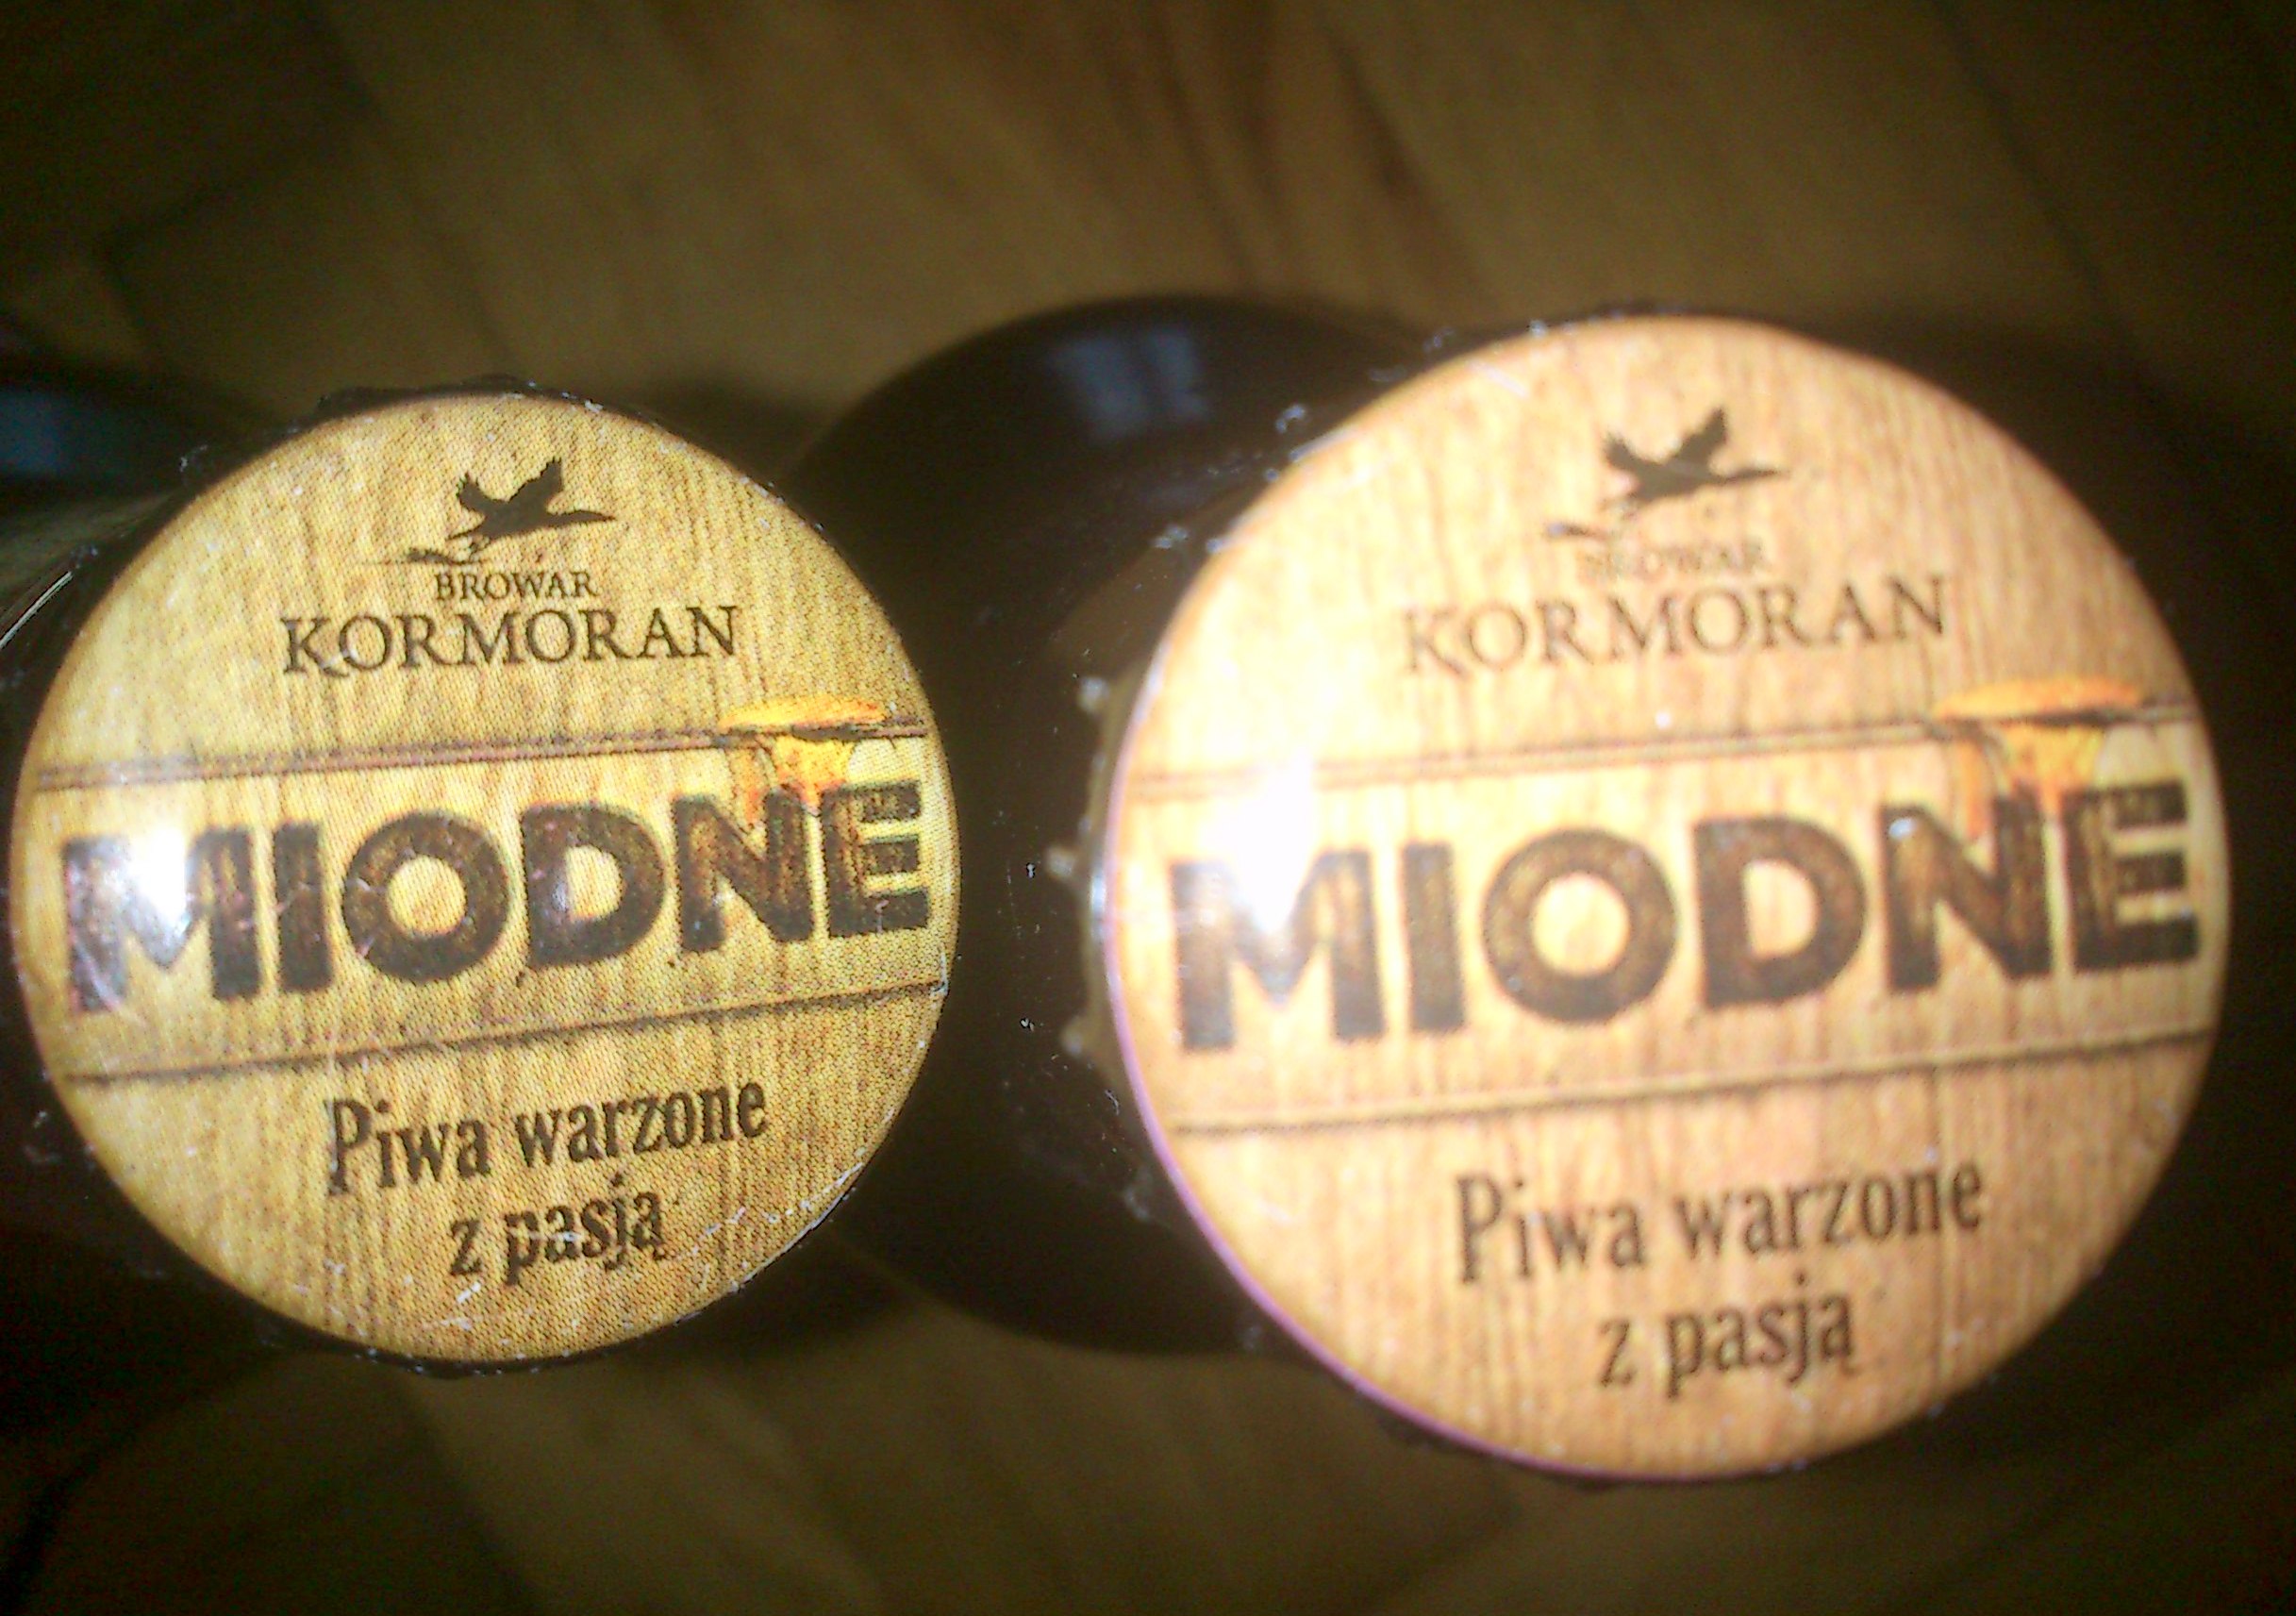 BROWAR
KORMORAN
MIODNE
Piwa warzone
z pasją
BROWAR
KORMORAN
MIODNE
Piwa warzone
z pasją